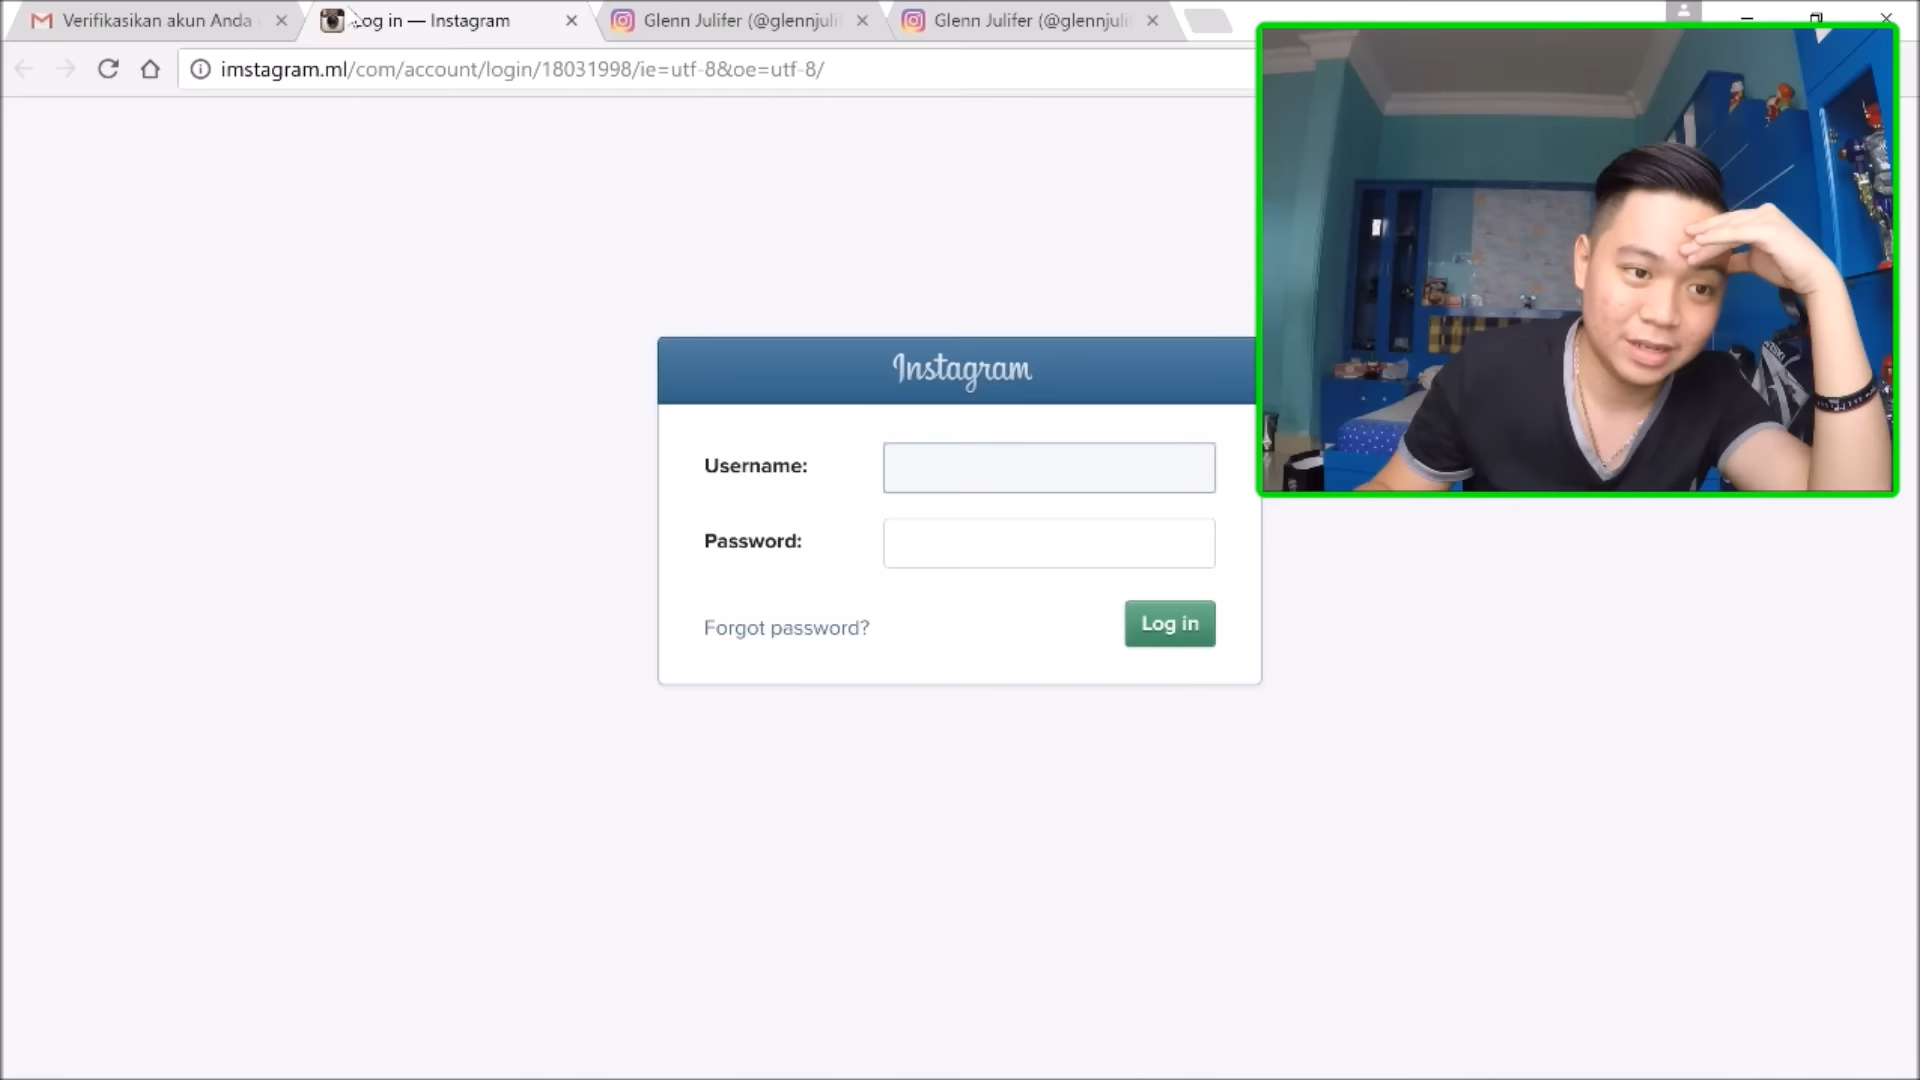 Verifikasikan akun Anda
Log in — Instagram
Glenn Julifer (@glennjuli
Glenn Julifer (@glennjuli
imstagram.ml/com/account/login/18031998/ie=utf-8&oe=utf-8/
Instagram
Username:
Password:
Forgot password?
Log in